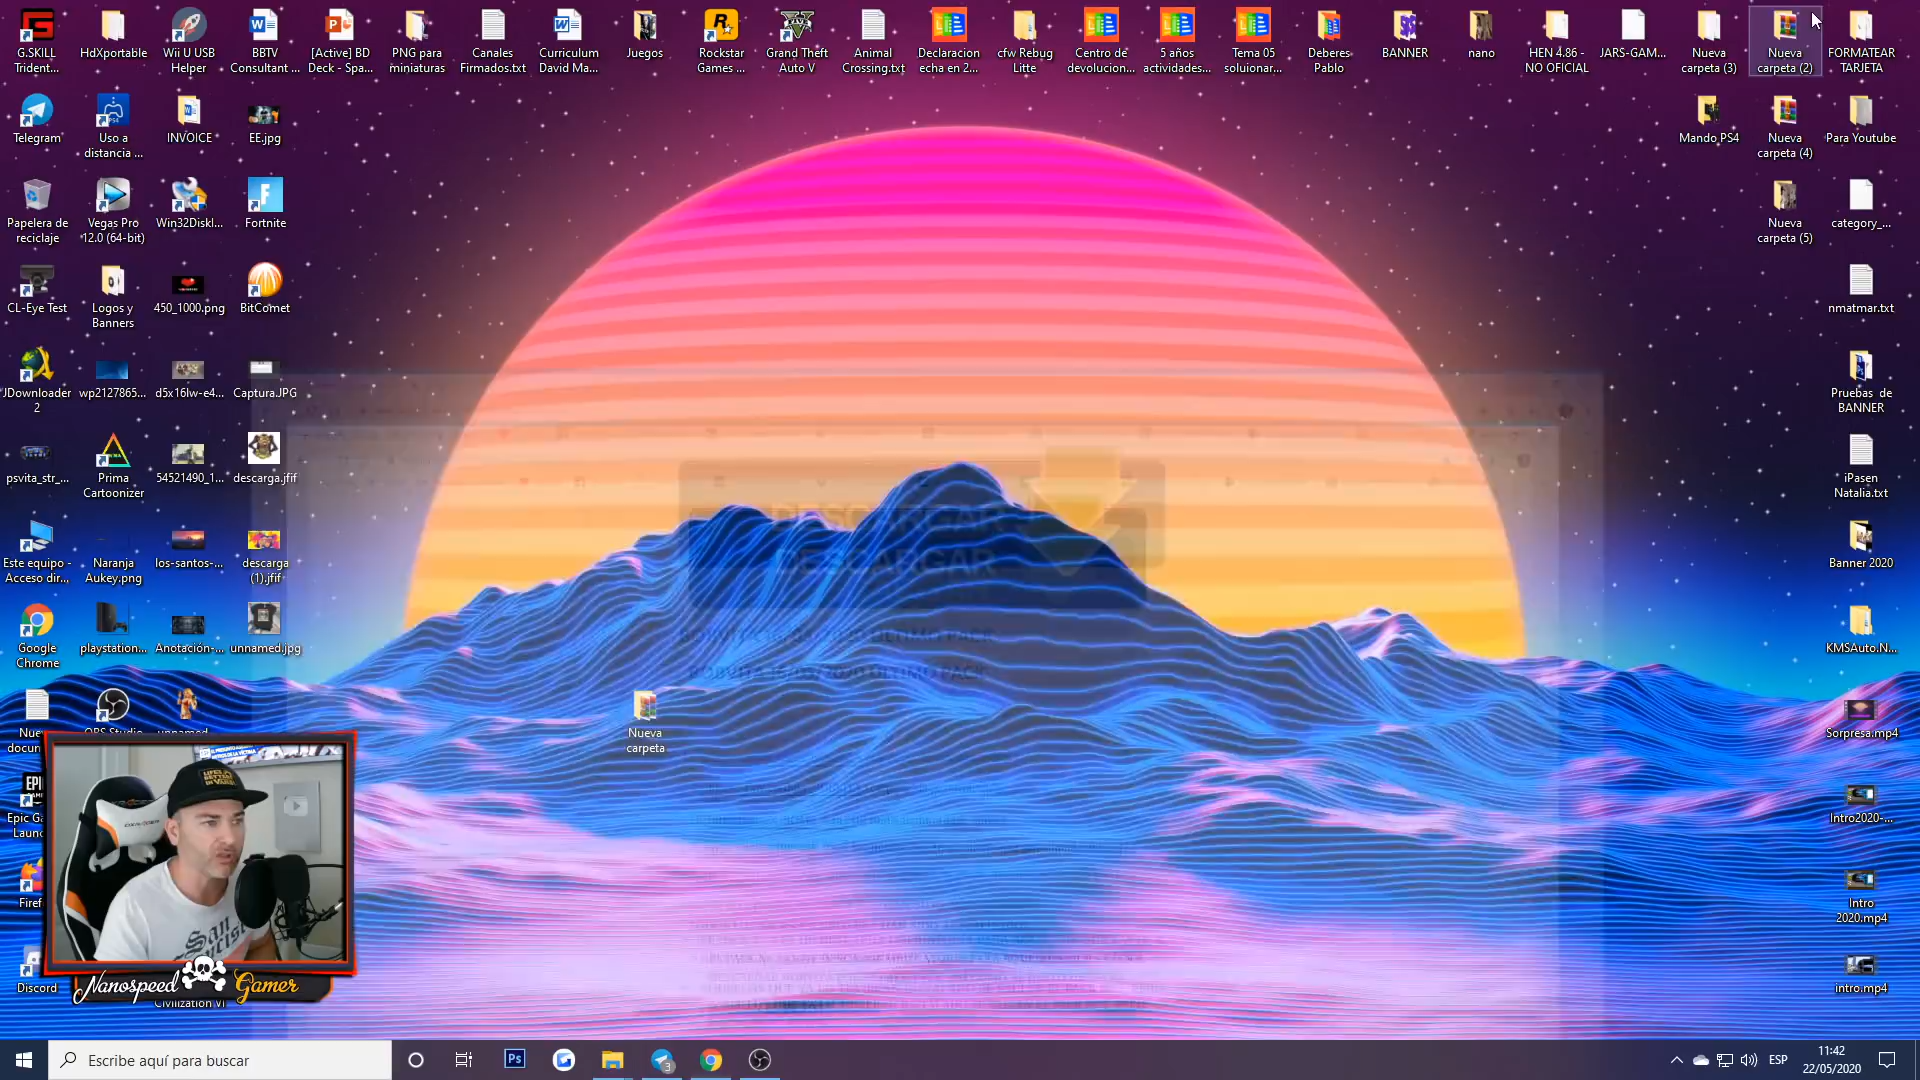 G.SKILL
Trident...
HdXportable
Wii U USB
Helper
BBTV
Consultant ...
[Active] BD
Deck - Spa...
PNG para
miniaturas
Canales
Firmados.txt
Curriculum
David Ma...
Juegos
Rockstar
Games ...
Grand Theft
Auto V
Animal
Crossing.txt
Declaracion
echa en 2...
cfw Rebug
Litte
Centro de
devolucion...
5 años
actividades...
Tema 05
soluionar...
Deberes
Pablo
BANNER
nano
HEN 4.86 -
NO OFICIAL
JARS-GAM...
Nueva
carpeta (3)
Nueva
carpeta (2)
FORMATEAR
TARJETA
Telegram
Uso a
distancia ...
INVOICE
EE.jpg
Mando PS4
Nueva
carpeta (4)
Para Youtube
Papelera de
reciclaje
Vegas Pro
12.0 (64-bit)
Win32DiskI...
Fortnite
Nueva
carpeta (5)
category_...
CL-Eye Test
Logos y
Banners
450_1000.png
BitComet
nmatmar.txt
JDownloader
2
wp2127865...
d5x16lw-e4...
Captura.JPG
Pruebas de
BANNER
psvita_str_...
Prima
Cartoonizer
54521490_1...
descarga.jfif
iPasen
Natalia.txt
DESCARGAR
DESCARGAR
Este equipo -
Acceso dir...
Naranja
Aukey.png
los-santos-...
descarga
(1).jfif
Banner 2020
Google
Chrome
playstation...
Anotación-...
unnamed.jpg
KMSAuto.N...
Nueva
carpeta
OBS Studio
unnamed...
Sorpresa.mp4
Epic Ga
Launc
Intro2020-...
Firef
Intro
2020.mp4
Discord
Nanospeed Gamer
Civilization VI
intro.mp4
Escribe aquí para buscar
Ps
3
ESP
11:42
22/05/2020